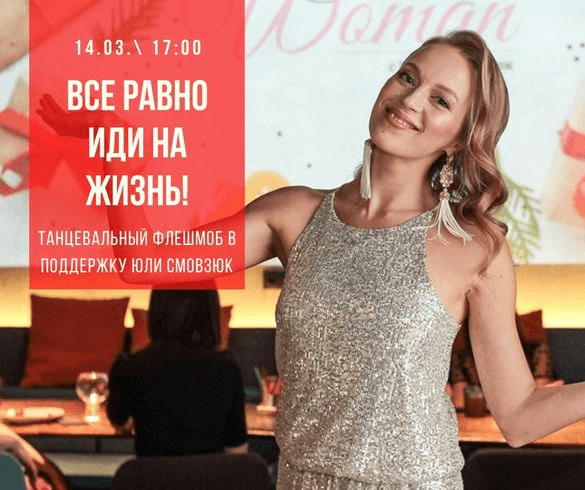 Woman
14.03.\ 17:00
ВСЕ РАВНО
ИДИ НА
ЖИЗНЬ!
ТАНЦЕВАЛЬНЫЙ ФЛЕШМОБ В
ПОДДЕРЖКУ ЮЛИ СМОВЗЮК